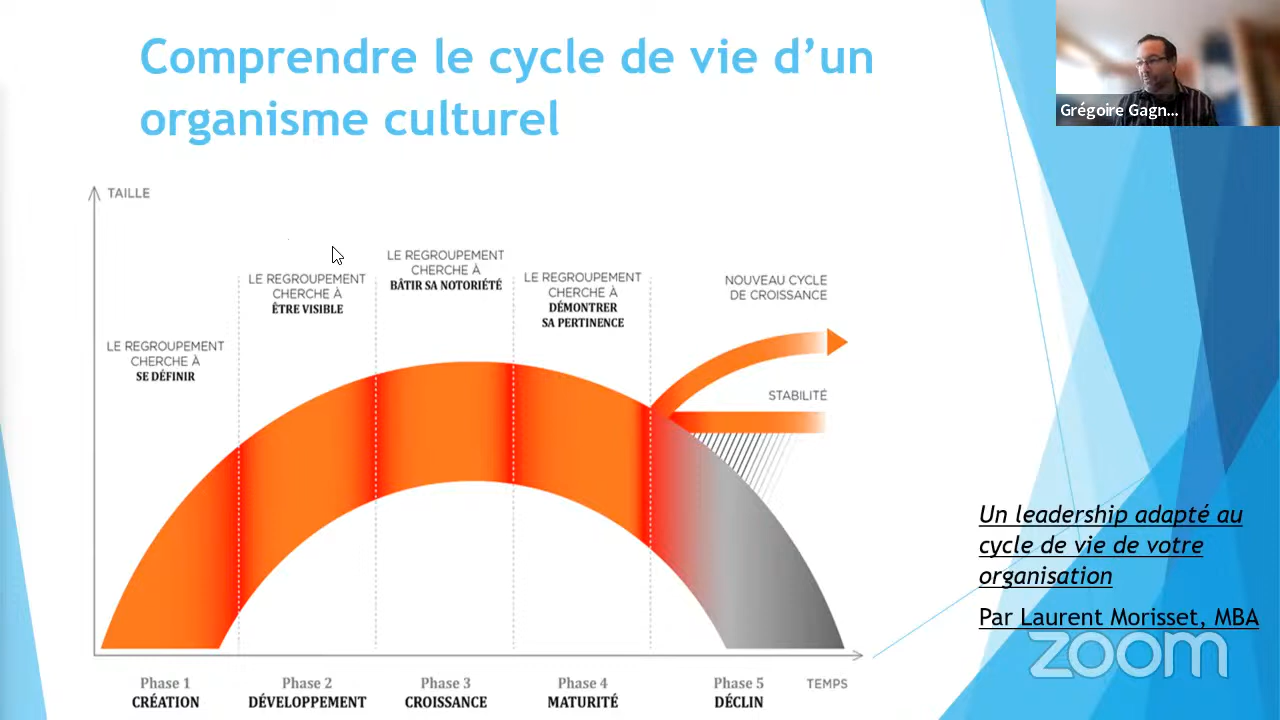 Comprendre le cycle de vie d’un
organisme culturel
Grégoire Gagn...
TAILLE
LE REGROUPEMENT
CHERCHE À
SE DÉFINIR
LE REGROUPEMENT
CHERCHE À
ÊTRE VISIBLE
LE REGROUPEMENT
CHERCHE À
BÂTIR SA NOTORIÉTÉ
LE REGROUPEMENT
CHERCHE À
DÉMONTRER
SA PERTINENCE
NOUVEAU CYCLE
DE CROISSANCE
STABILITÉ
Un leadership adapté au
cycle de vie de votre
organisation
Par Laurent Morisset, MBA
zoom
Phase 1
CRÉATION
Phase 2
DÉVELOPPEMENT
Phase 3
CROISSANCE
Phase 4
MATURITÉ
Phase 5
DÉCLIN
TEMPS